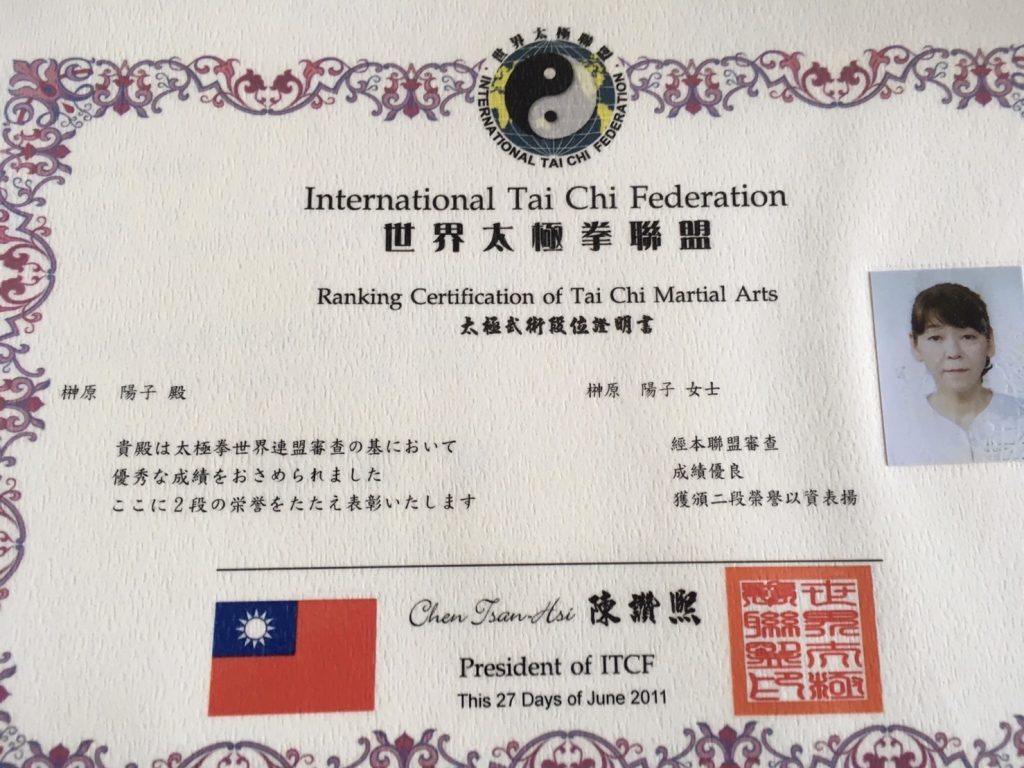 世界太極聯盟
INTERNATIONAL TAI CHI FEDERATION
International Tai Chi Federation
世界太極拳聯盟
Ranking Certification of Tai Chi Martial Arts
太極武術段位證明書
榊原 陽子 殿
貴殿は太極拳世界連盟審査の基において
優秀な成績をおさめられました
ここに2段の栄誉をたたえ表彰いたします
榊原 陽子 女士
經本聯盟審查
成績優良
獲頒二段榮譽以資表揚
Chen Tsan-Hsi 陳讚熙
President of ITCF
This 27 Days of June 2011
世界太極
拳聯盟印